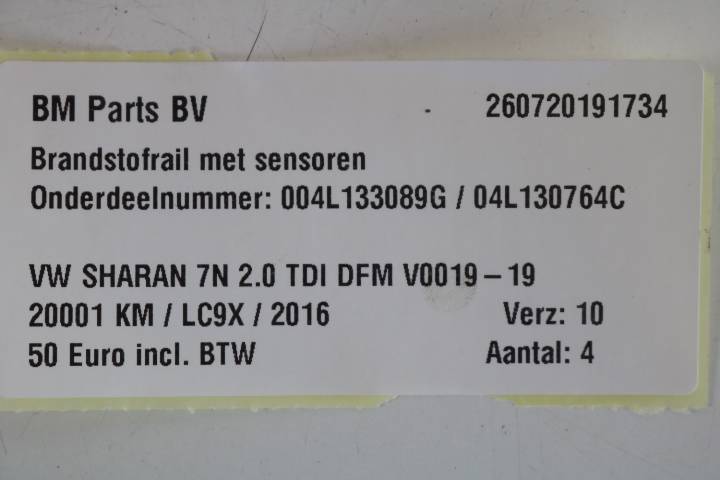 BM Parts BV 260720191734
Brandstofrail met sensoren
Onderdeelnummer: 004L133089G / 04L130764C
VW SHARAN 7N 2.0 TDI DFM V0019 – 19
20001 KM / LC9X / 2016 Verz: 10
50 Euro incl. BTW Aantal: 4